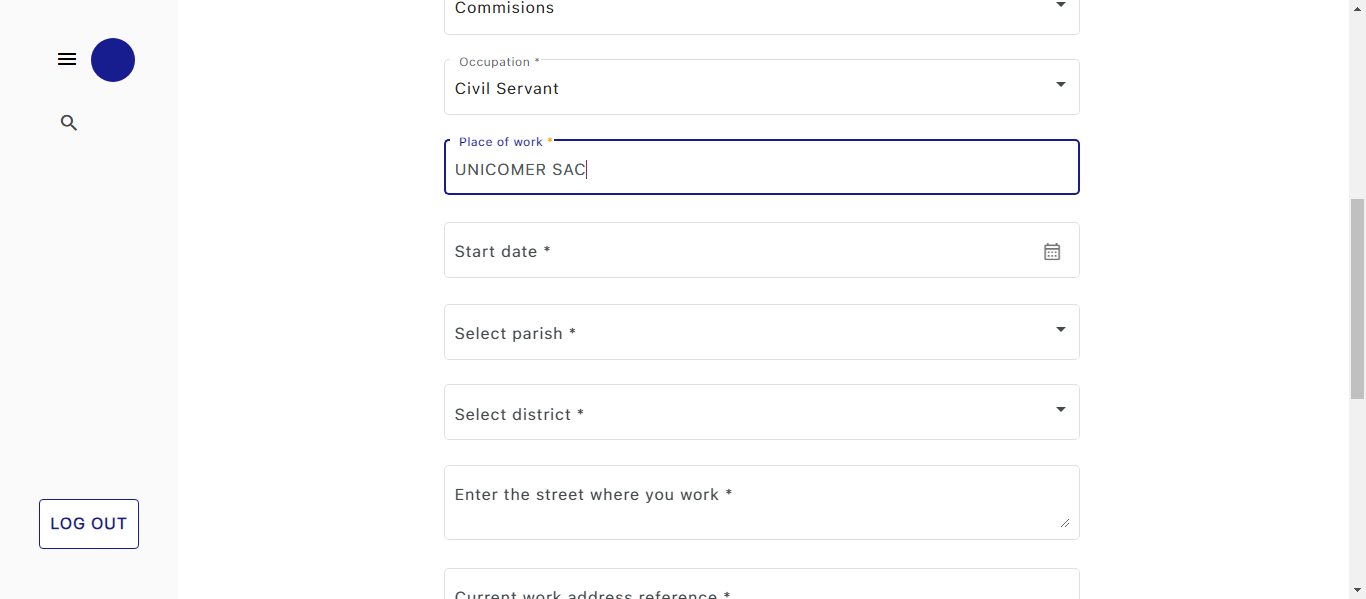 Commisions
Occupation *
Civil Servant
Place of work *
UNICOMER SAC
Start date *
Select parish *
Select district *
Enter the street where you work *
LOG OUT
Current work address reference *